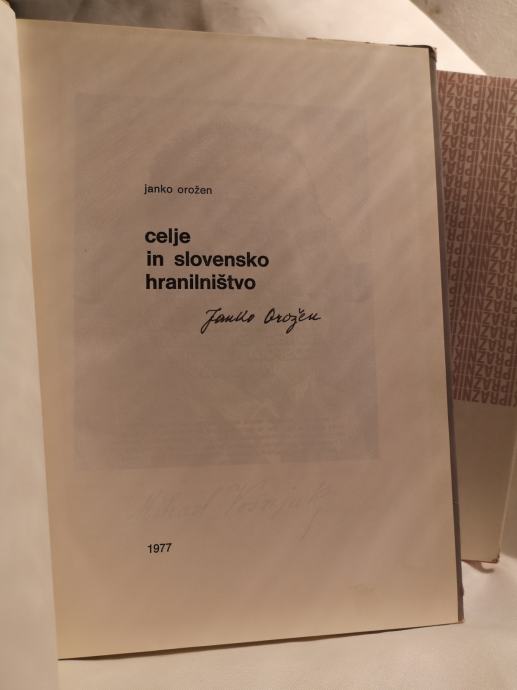 janko orožen
celje
in slovensko
hranilništvo
Janko Orožen
1977